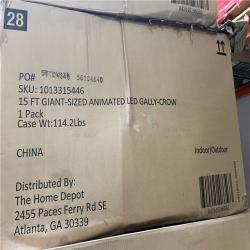 28
PO#
SKU: 1013315446
15 FT GIANT-SIZED ANIMATED LED GALLY-CROW
1 Pack
Case Wt:114.2Lbs
CHINA
Indoor/Outdoor
Distributed By:
The Home Depot
2455 Paces Ferry Rd SE
Atlanta, GA 30339